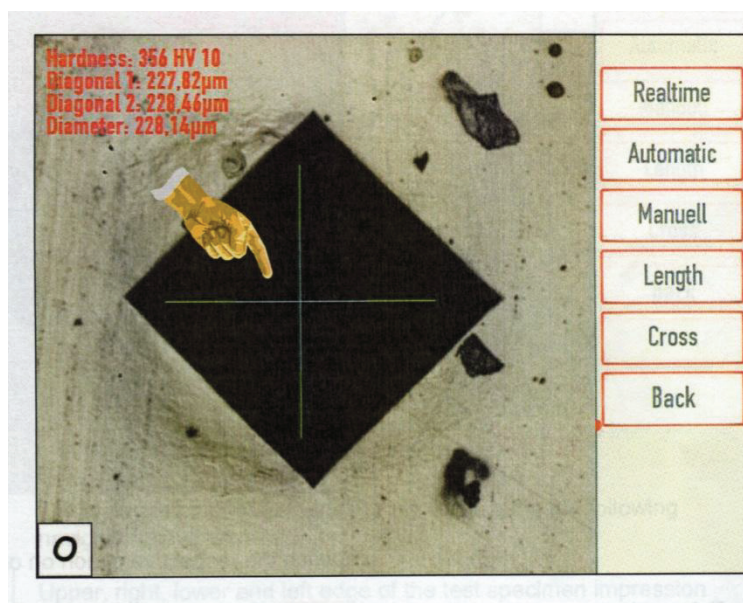 Hardness: 356 HV 10
Diagonal 1: 227,82µm
Diagonal 2: 228,46µm
Diameter: 228,14µm
Realtime
Automatic
Manuell
Length
Cross
Back
O
following
Upper, right, lower and left edge of the test specimen impression